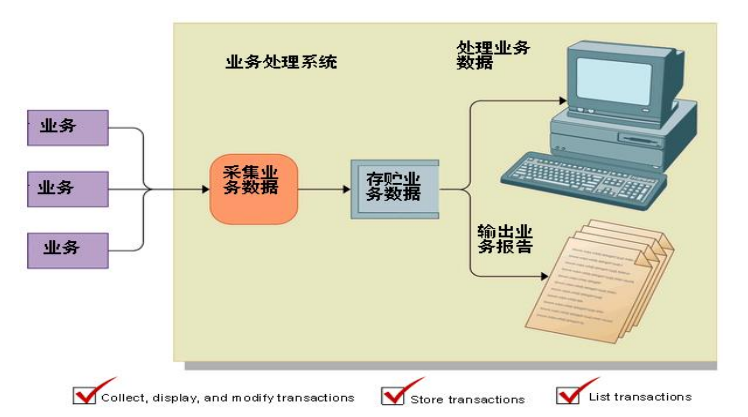 业务处理系统
处理业务
数据
业务
采集业
务数据
存贮业
务数据
业务
输出业
务报告
业务
Collect, display, and modify transactions
Store transactions
List transactions